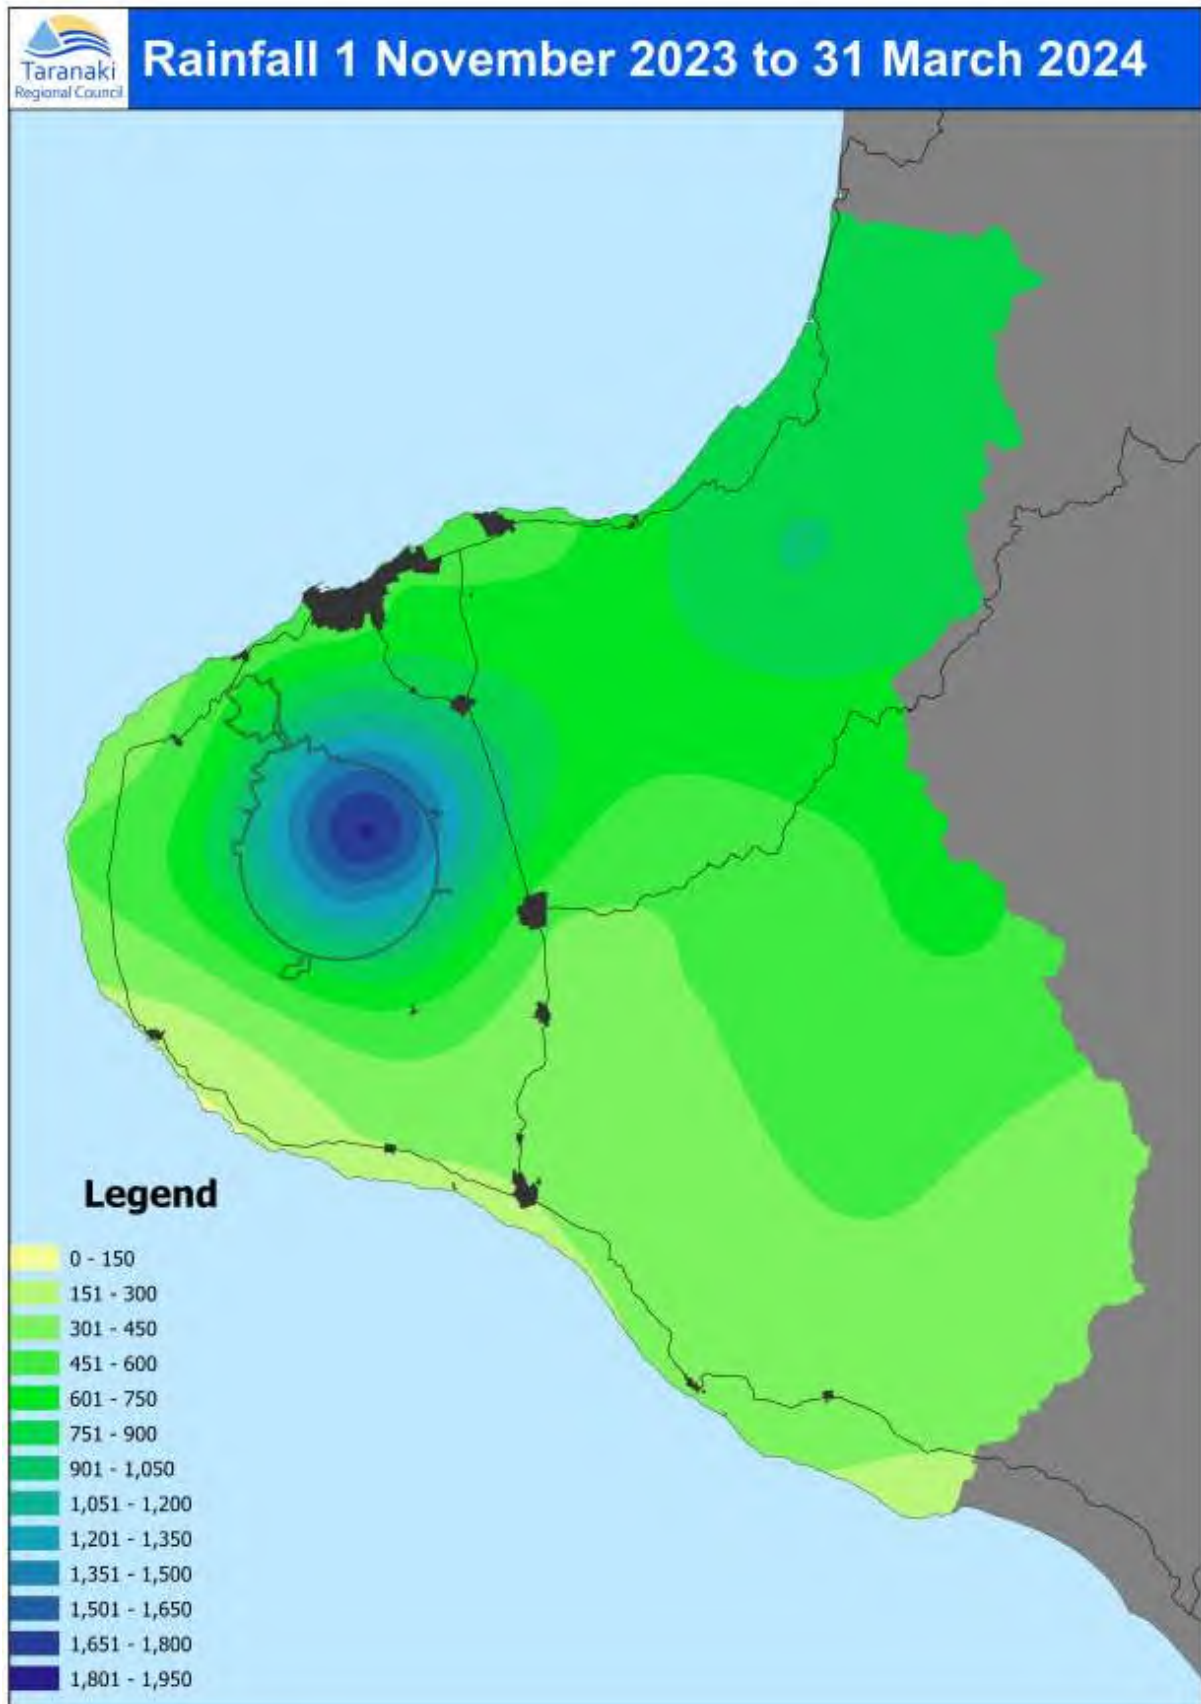 Taranaki
Regional Council
Rainfall 1 November 2023 to 31 March 2024
Legend
0 - 150
151 - 300
301 - 450
451 - 600
601 - 750
751 - 900
901 - 1,050
1,051 - 1,200
1,201 - 1,350
1,351 - 1,500
1,501 - 1,650
1,651 - 1,800
1,801 - 1,950